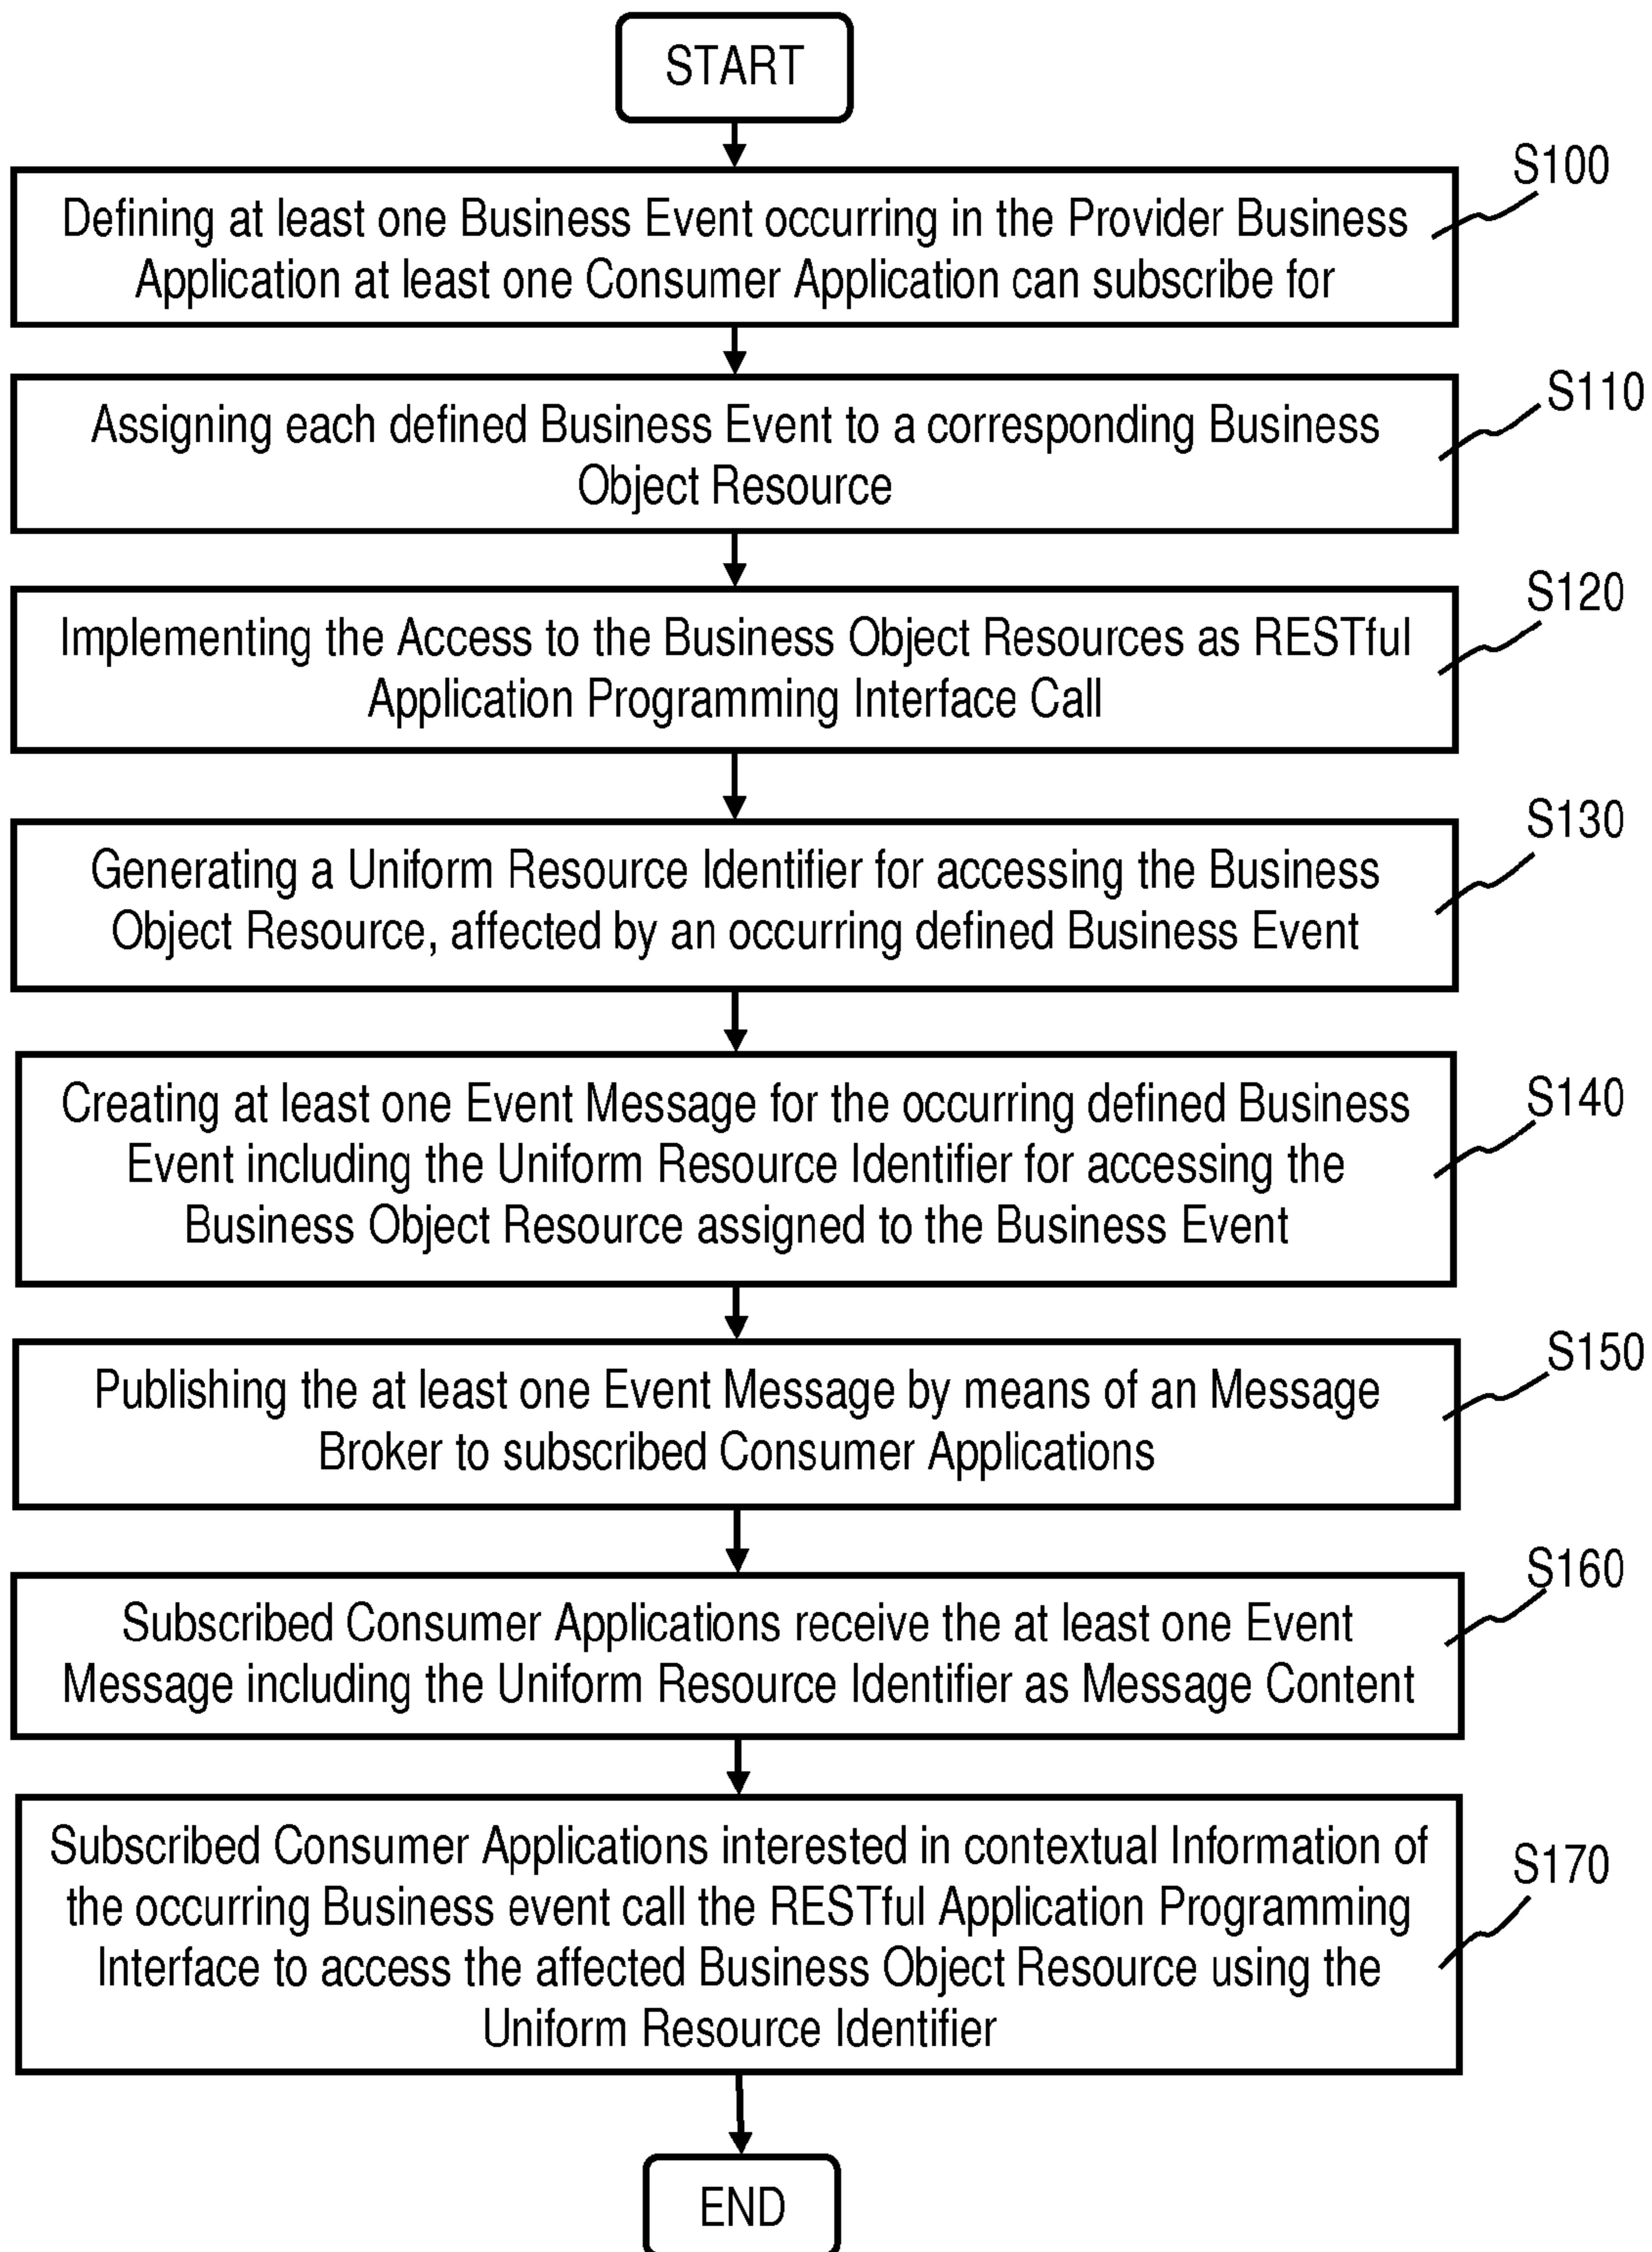 START
S100
Defining at least one Business Event occurring in the Provider Business
Application at least one Consumer Application can subscribe for
S110
Assigning each defined Business Event to a corresponding Business
Object Resource
S120
Implementing the Access to the Business Object Resources as RESTful
Application Programming Interface Call
S130
Generating a Uniform Resource Identifier for accessing the Business
Object Resource, affected by an occurring defined Business Event
S140
Creating at least one Event Message for the occurring defined Business
Event including the Uniform Resource Identifier for accessing the
Business Object Resource assigned to the Business Event
S150
Publishing the at least one Event Message by means of an Message
Broker to subscribed Consumer Applications
S160
Subscribed Consumer Applications receive the at least one Event
Message including the Uniform Resource Identifier as Message Content
S170
Subscribed Consumer Applications interested in contextual Information of
the occurring Business event call the RESTful Application Programming
Interface to access the affected Business Object Resource using the
Uniform Resource Identifier
END